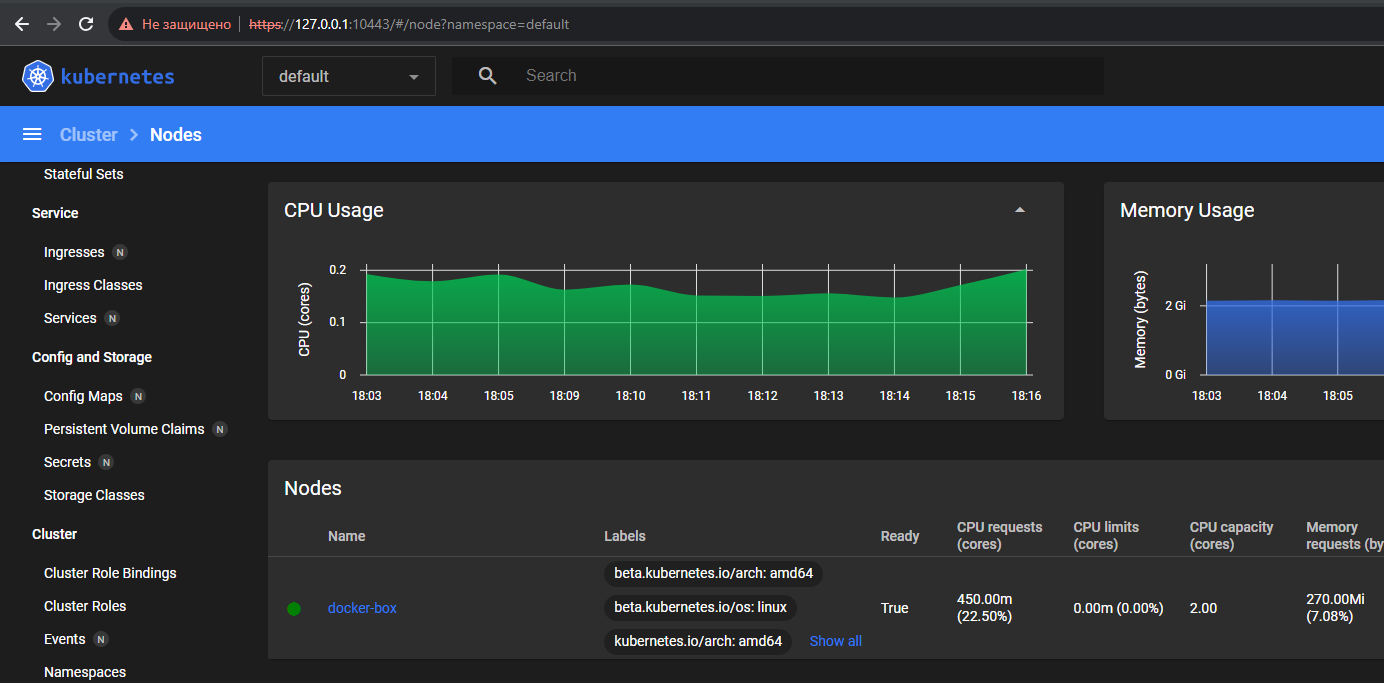 Не защищено https://127.0.0.1:10443/#/node?namespace=default
kubernetes
default
Search
Cluster
Nodes
Stateful Sets
Service
Ingresses N
Ingress Classes
Services N
Config and Storage
Config Maps N
Persistent Volume Claims N
Secrets N
Storage Classes
Cluster
Cluster Role Bindings
Cluster Roles
Events N
Namespaces
CPU Usage
CPU (cores)
0.2
0.1
0
18:03 18:04 18:05 18:09 18:10 18:11 18:12 18:13 18:14 18:15 18:16
Memory Usage
Memory (bytes)
2 Gi
0 Gi
18:03 18:04 18:05
Nodes
Name
Labels
Ready
CPU requests
(cores)
CPU limits
(cores)
CPU capacity
(cores)
Memory
requests (by
docker-box
beta.kubernetes.io/arch: amd64
beta.kubernetes.io/os: linux
kubernetes.io/arch: amd64
Show all
True
450.00m
(22.50%)
0.00m (0.00%)
2.00
270.00Mi
(7.08%)